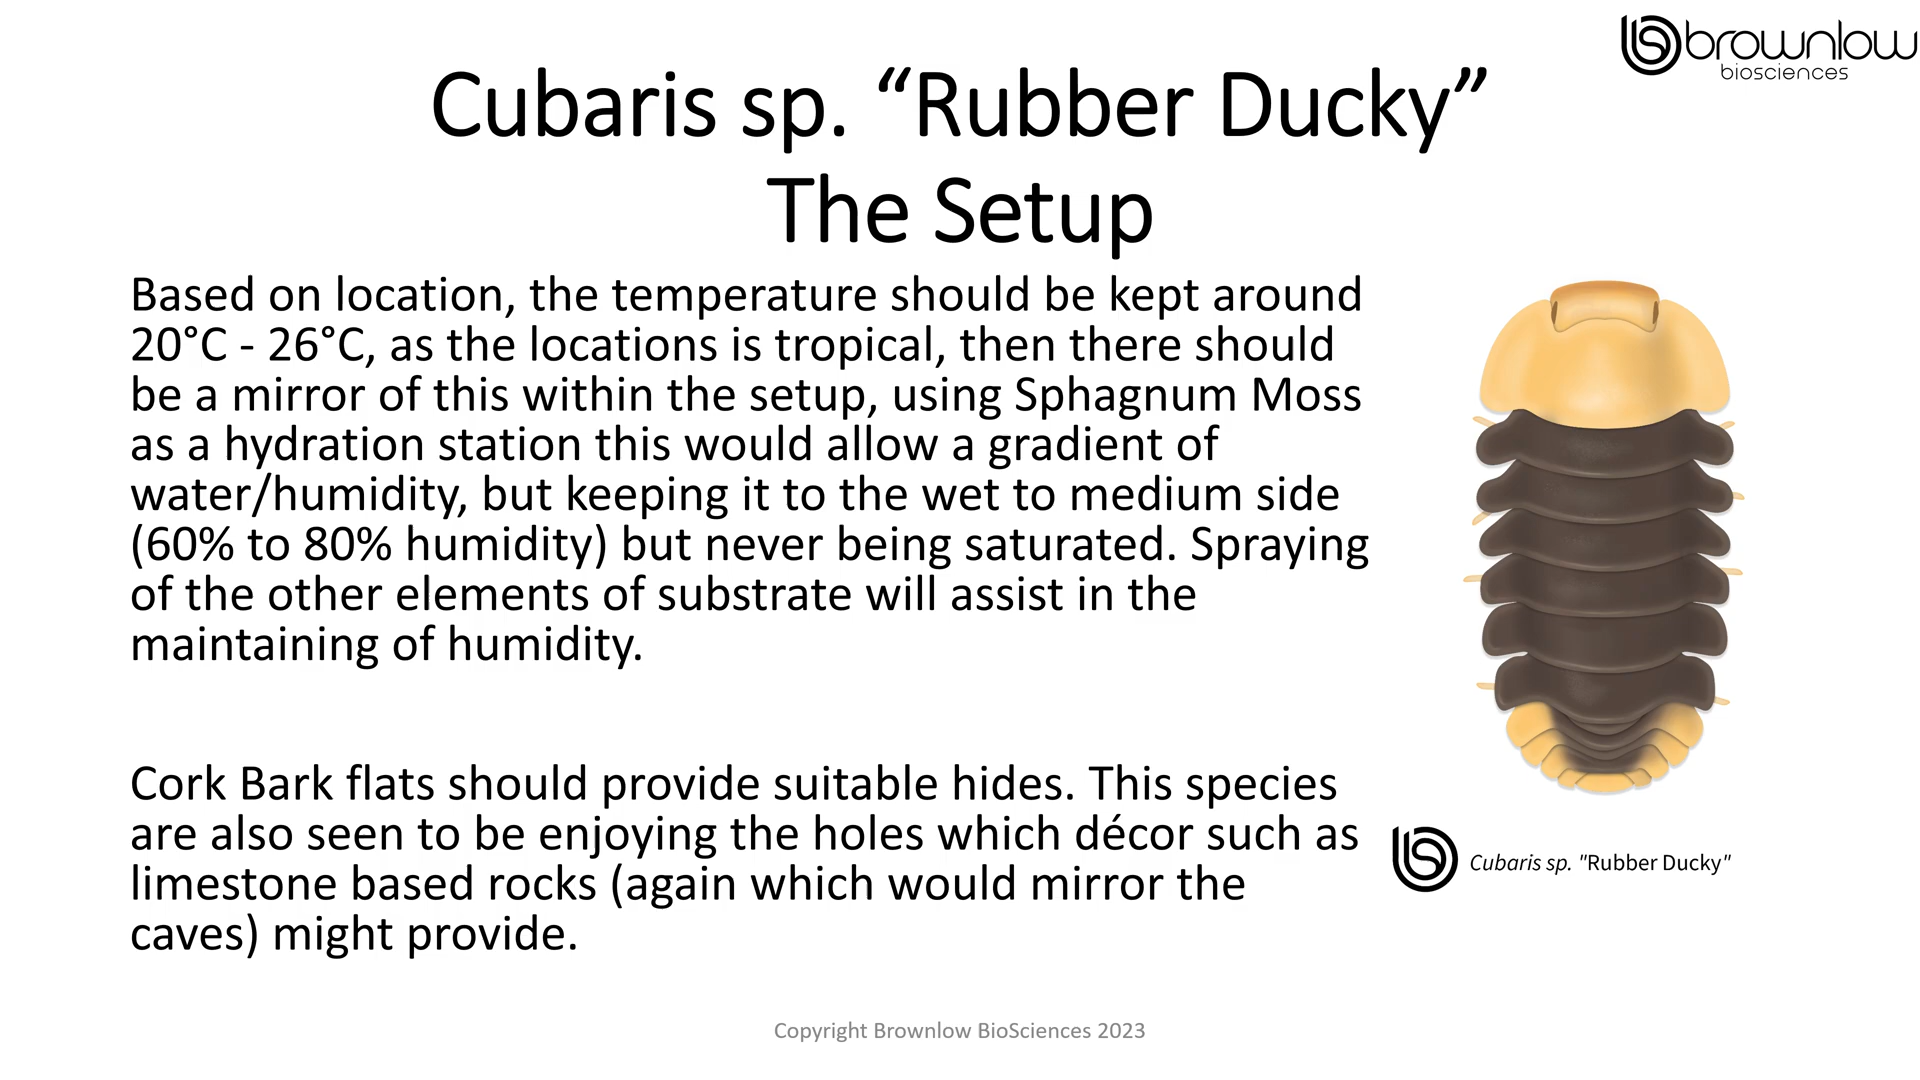 brownlow
biosciences
Cubaris sp. “Rubber Ducky”
The Setup
Based on location, the temperature should be kept around
20°C - 26°C, as the locations is tropical, then there should
be a mirror of this within the setup, using Sphagnum Moss
as a hydration station this would allow a gradient of
water/humidity, but keeping it to the wet to medium side
(60% to 80% humidity) but never being saturated. Spraying
of the other elements of substrate will assist in the
maintaining of humidity.
Cork Bark flats should provide suitable hides. This species
are also seen to be enjoying the holes which décor such as
limestone based rocks (again which would mirror the
caves) might provide.
Cubaris sp. "Rubber Ducky"
Copyright Brownlow BioSciences 2023